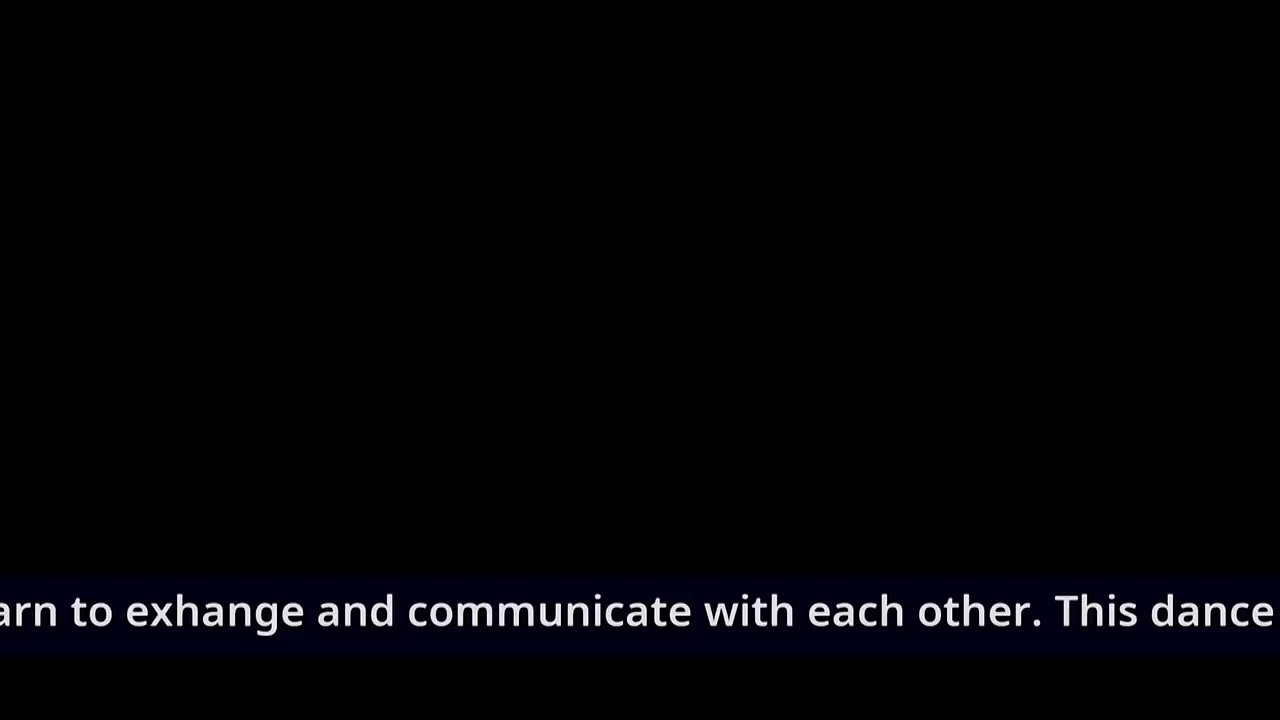 arn to exhange and communicate with each other. This dance